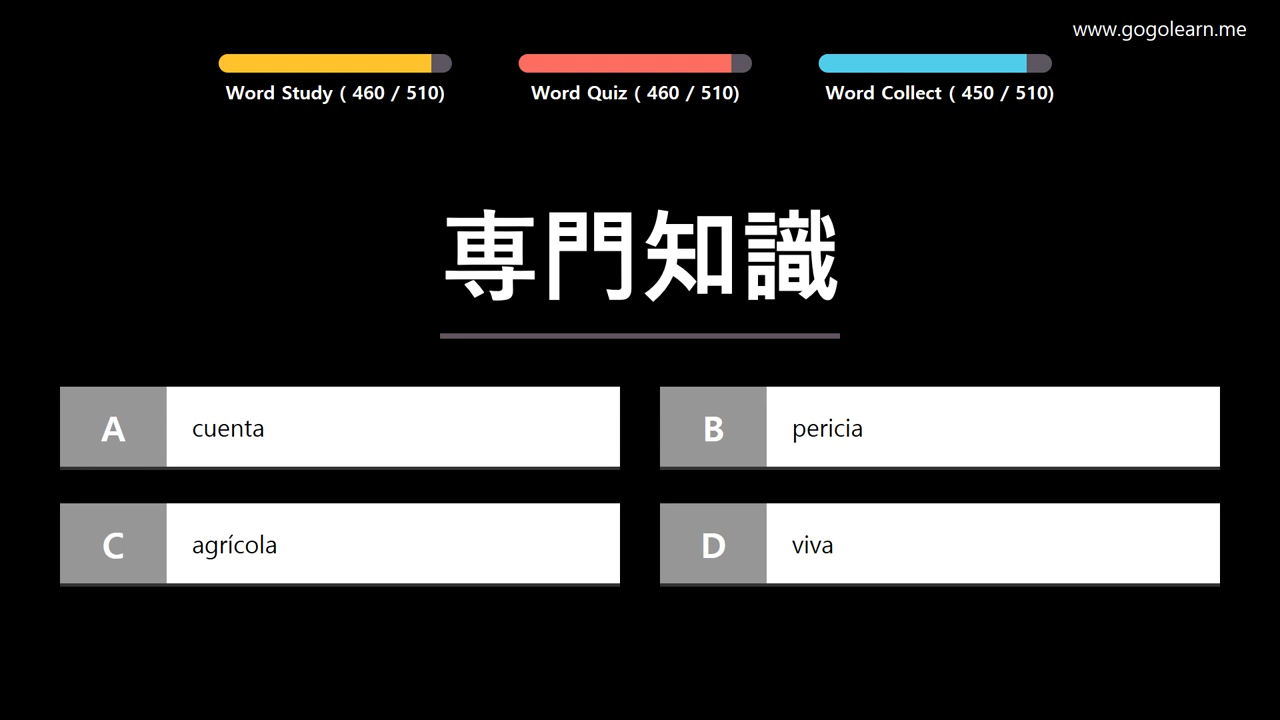 www.gogolearn.me
Word Study ( 460 / 510)
Word Quiz ( 460 / 510)
Word Collect ( 450 / 510)
専門知識
A cuenta
B pericia
C agrícola
D viva